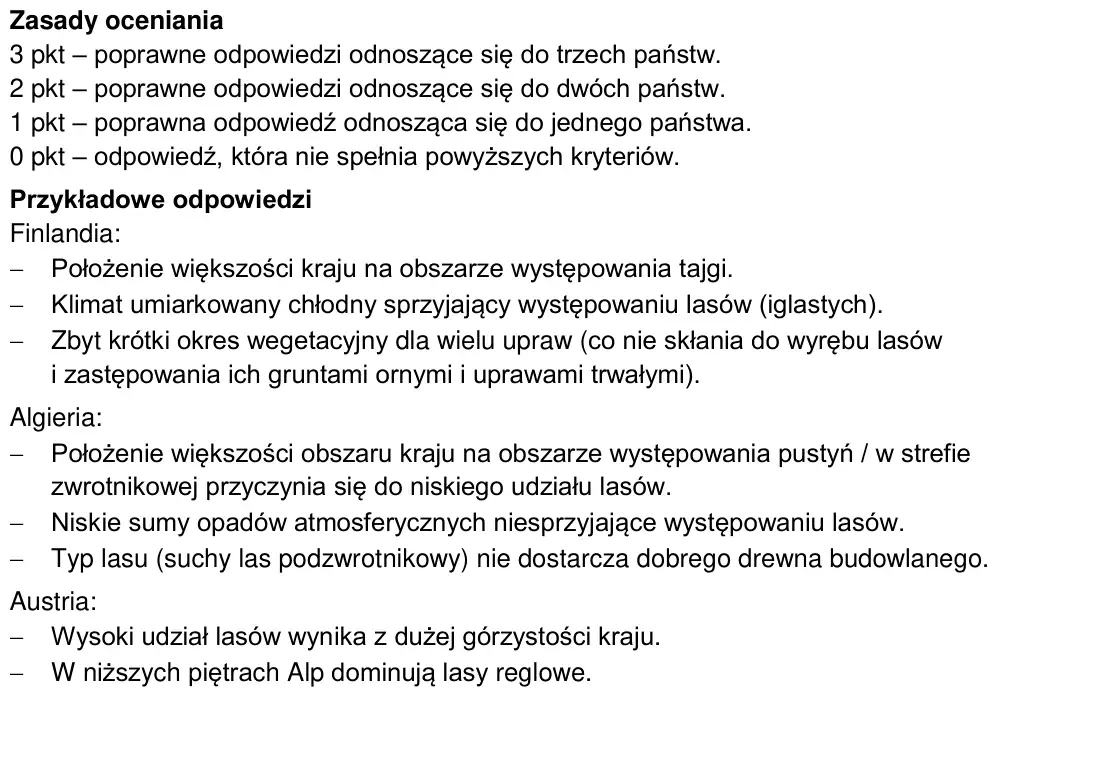 Zasady oceniania
3 pkt – poprawne odpowiedzi odnoszące się do trzech państw.
2 pkt – poprawne odpowiedzi odnoszące się do dwóch państw.
1 pkt – poprawna odpowiedź odnosząca się do jednego państwa.
0 pkt – odpowiedź, która nie spełnia powyższych kryteriów.
Przykładowe odpowiedzi
Finlandia:
– Położenie większości kraju na obszarze występowania tajgi.
– Klimat umiarkowany chłodny sprzyjający występowaniu lasów (iglastych).
– Zbyt krótki okres wegetacyjny dla wielu upraw (co nie skłania do wyrębu lasów
i zastępowania ich gruntami ornymi i uprawami trwałymi).
Algieria:
– Położenie większości obszaru kraju na obszarze występowania pustyń / w strefie
zwrotnikowej przyczynia się do niskiego udziału lasów.
– Niskie sumy opadów atmosferycznych niesprzyjające występowaniu lasów.
– Typ lasu (suchy las podzwrotnikowy) nie dostarcza dobrego drewna budowlanego.
Austria:
– Wysoki udział lasów wynika z dużej górzystości kraju.
– W niższych piętrach Alp dominują lasy reglowe.